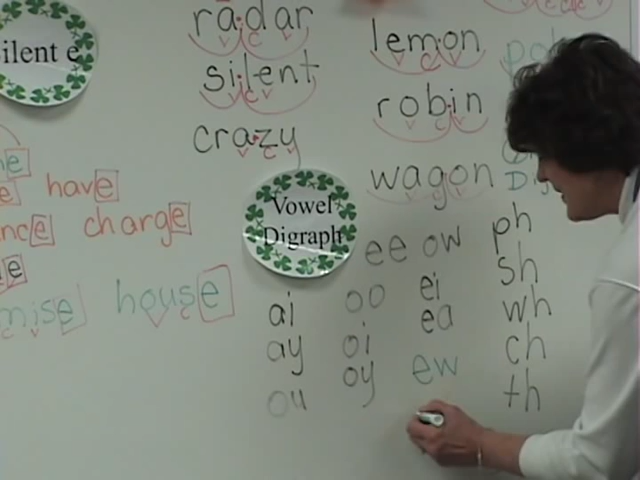 radar
silent
crazy
lemon
robin
wagon
have
charge
house
Vowel
Digraph
ee ow
ai oo ei
ay oi ea
ou oy ew
ph
sh
wh
ch
th